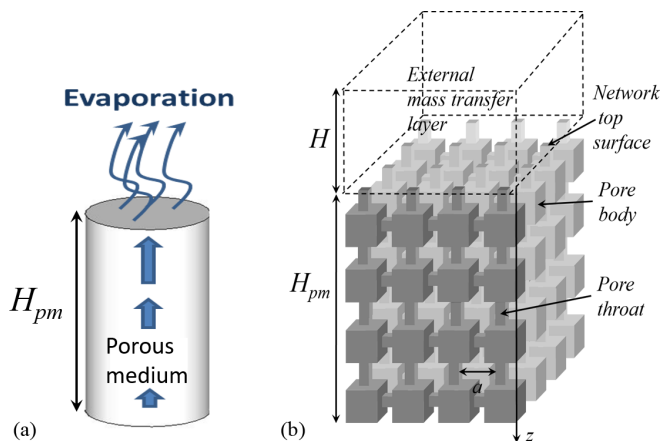 Evaporation
H_pm
Porous
medium
(a)
External
mass transfer
layer
H
Network
top
surface
Pore
body
H_pm
Pore
throat
a
(b)
z